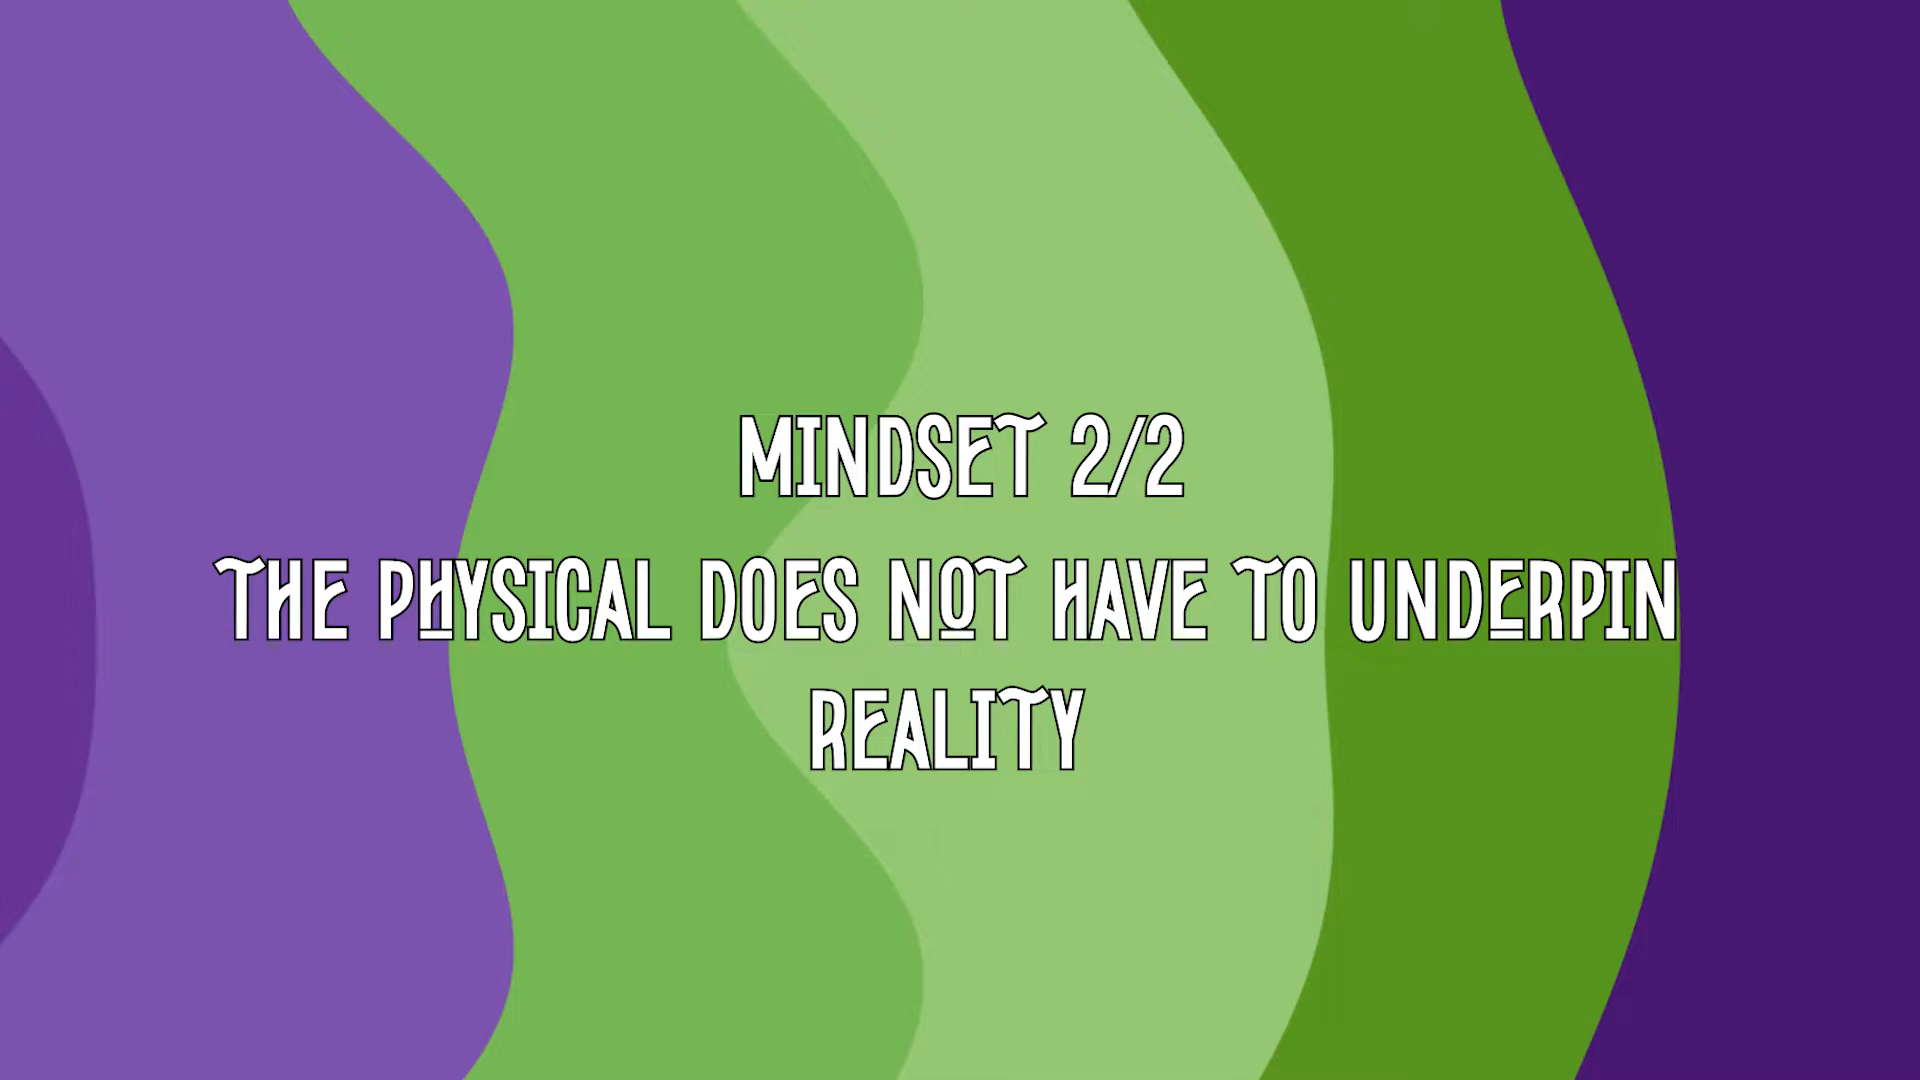 MINDSET 2/2
THE PHYSICAL DOES NOT HAVE TO UNDERPIN
REALITY